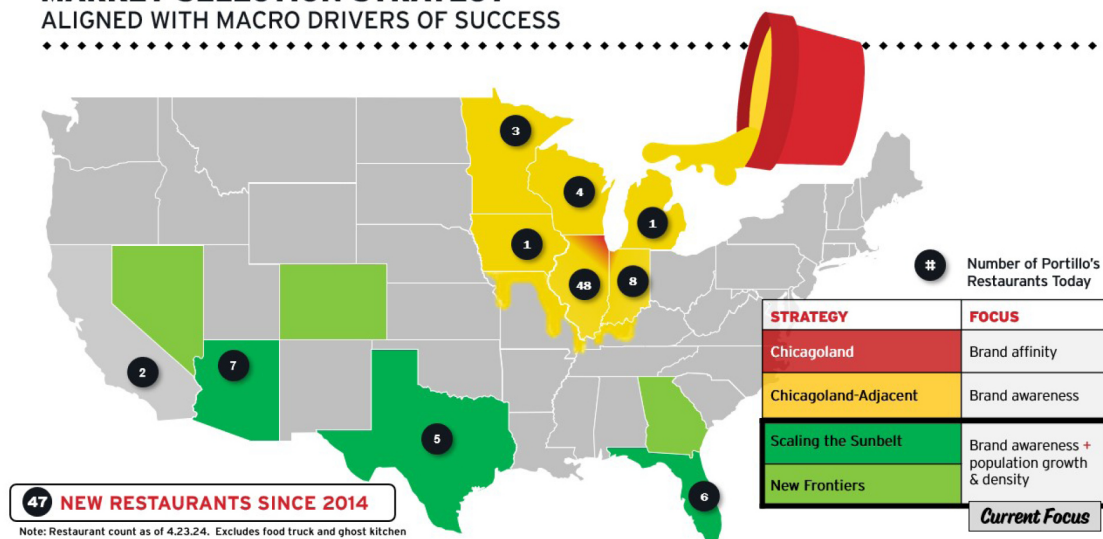 MARKET SELECTION STRATEGY
ALIGNED WITH MACRO DRIVERS OF SUCCESS
3
4
1
1
48
8
2
7
5
6
# Number of Portillo's
Restaurants Today
STRATEGY FOCUS
Chicagoland Brand affinity
Chicagoland-Adjacent Brand awareness
Scaling the Sunbelt Brand awareness +
population growth
& density
New Frontiers
Current Focus
47 NEW RESTAURANTS SINCE 2014
Note: Restaurant count as of 4.23.24. Excludes food truck and ghost kitchen